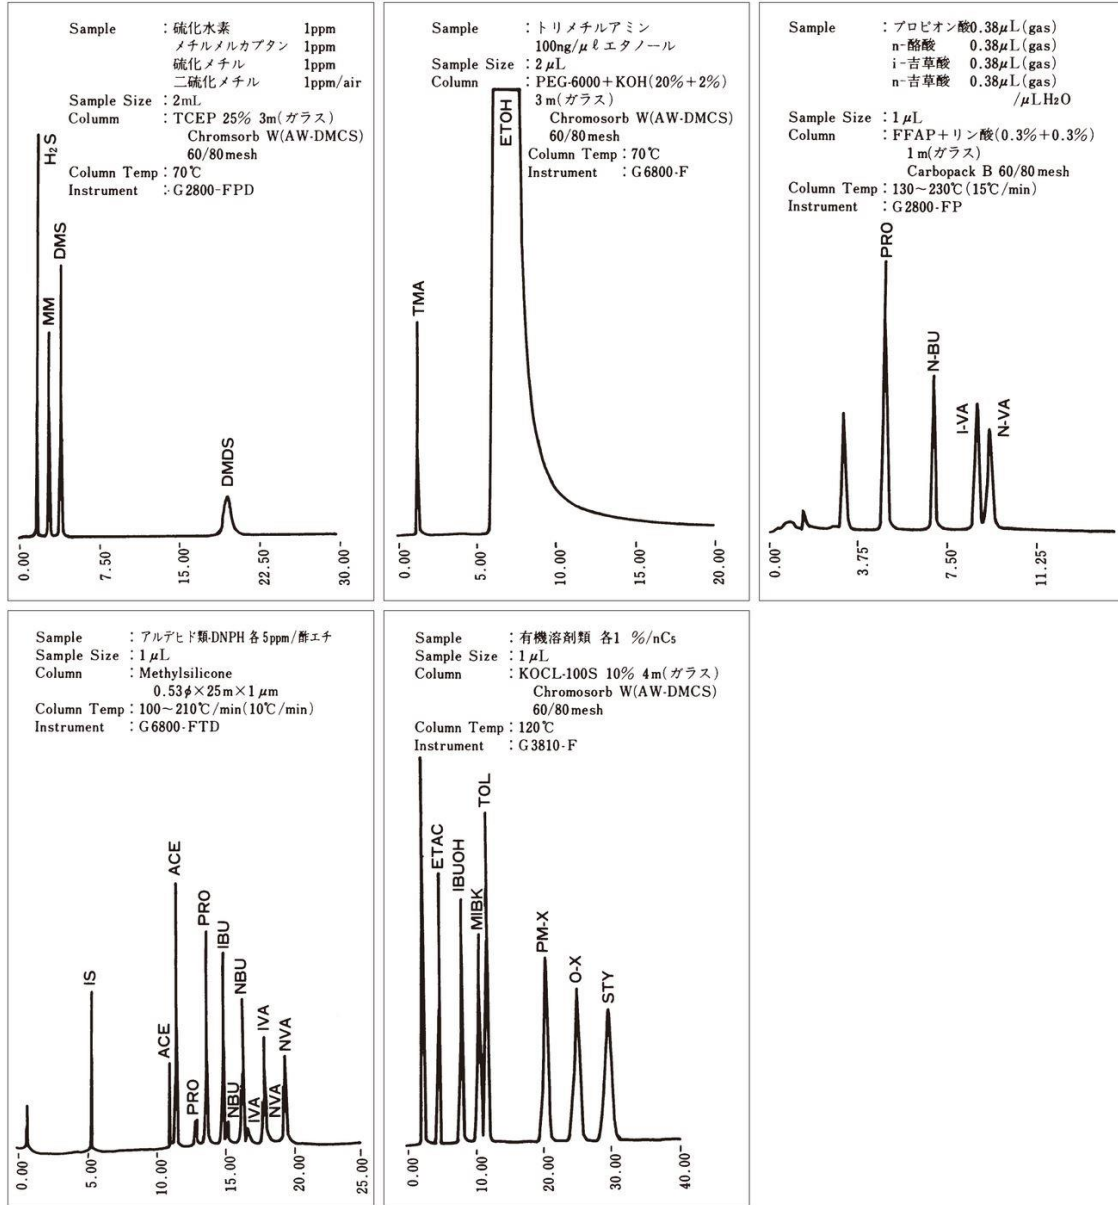 Sample : 硫化水素 1ppm
メチルメルカプタン 1ppm
硫化メチル 1ppm
二硫化メチル 1ppm/air
Sample Size : 2mL
Columm : TCEP 25% 3m(ガラス)
Chromsorb W(AW-DMCS)
60/80mesh
Column Temp : 70℃
Instrument : G2800-FPD
H2S
MM
DMS
DMDS
0.00
7.50
15.00
22.50
30.00
Sample : トリメチルアミン
100ng/μℓエタノール
Sample Size : 2μL
Column : PEG-6000+KOH(20%+2%)
3m(ガラス)
Chomosorb W(AW-DMCS)
60/80mesh
Column Temp : 70℃
Instrument : G6800-F
TMA
ETOH
0.00
5.00
10.00
15.00
20.00
Sample : プロピオン酸 0.38μL(gas)
n-酪酸 0.38μL(gas)
i-吉草酸 0.38μL(gas)
n-吉草酸 0.38μL(gas)
/μLH2O
Sample Size : 1μL
Column : FFAP+リン酸(0.3%+0.3%)
1m(ガラス)
Carbopack B 60/80mesh
Column Temp : 130~230℃(15℃/min)
Instrument : G2800-FP
PRO
N-BU
I-VA
N-VA
0.00
3.75
7.50
11.25
Sample : アルデヒド類-DNPH 各5ppm/酢エチ
Sample Size : 1μL
Column : Methylsilicone
0.53φ×25m×1μm
Column Temp : 100~210℃/min(10℃/min)
Instrument : G6800-FTD
IS
ACE
ACE
PRO
PRO
IBU
NBU
NBU
IVA
IVA
NVA
NVA
0.00
5.00
10.00
15.00
20.00
25.00
Sample : 有機溶剤類 各1 %/nC5
Sample Size : 1μL
Column : KOCL-100S 10% 4m(ガラス)
Chomosorb W(AW-DMCS)
60/80mesh
Column Temp : 120℃
Instrument : G3810-F
ETAC
IBUOH
MIBK
TOL
PM-X
O-X
STY
0.00
10.00
20.00
30.00
40.00